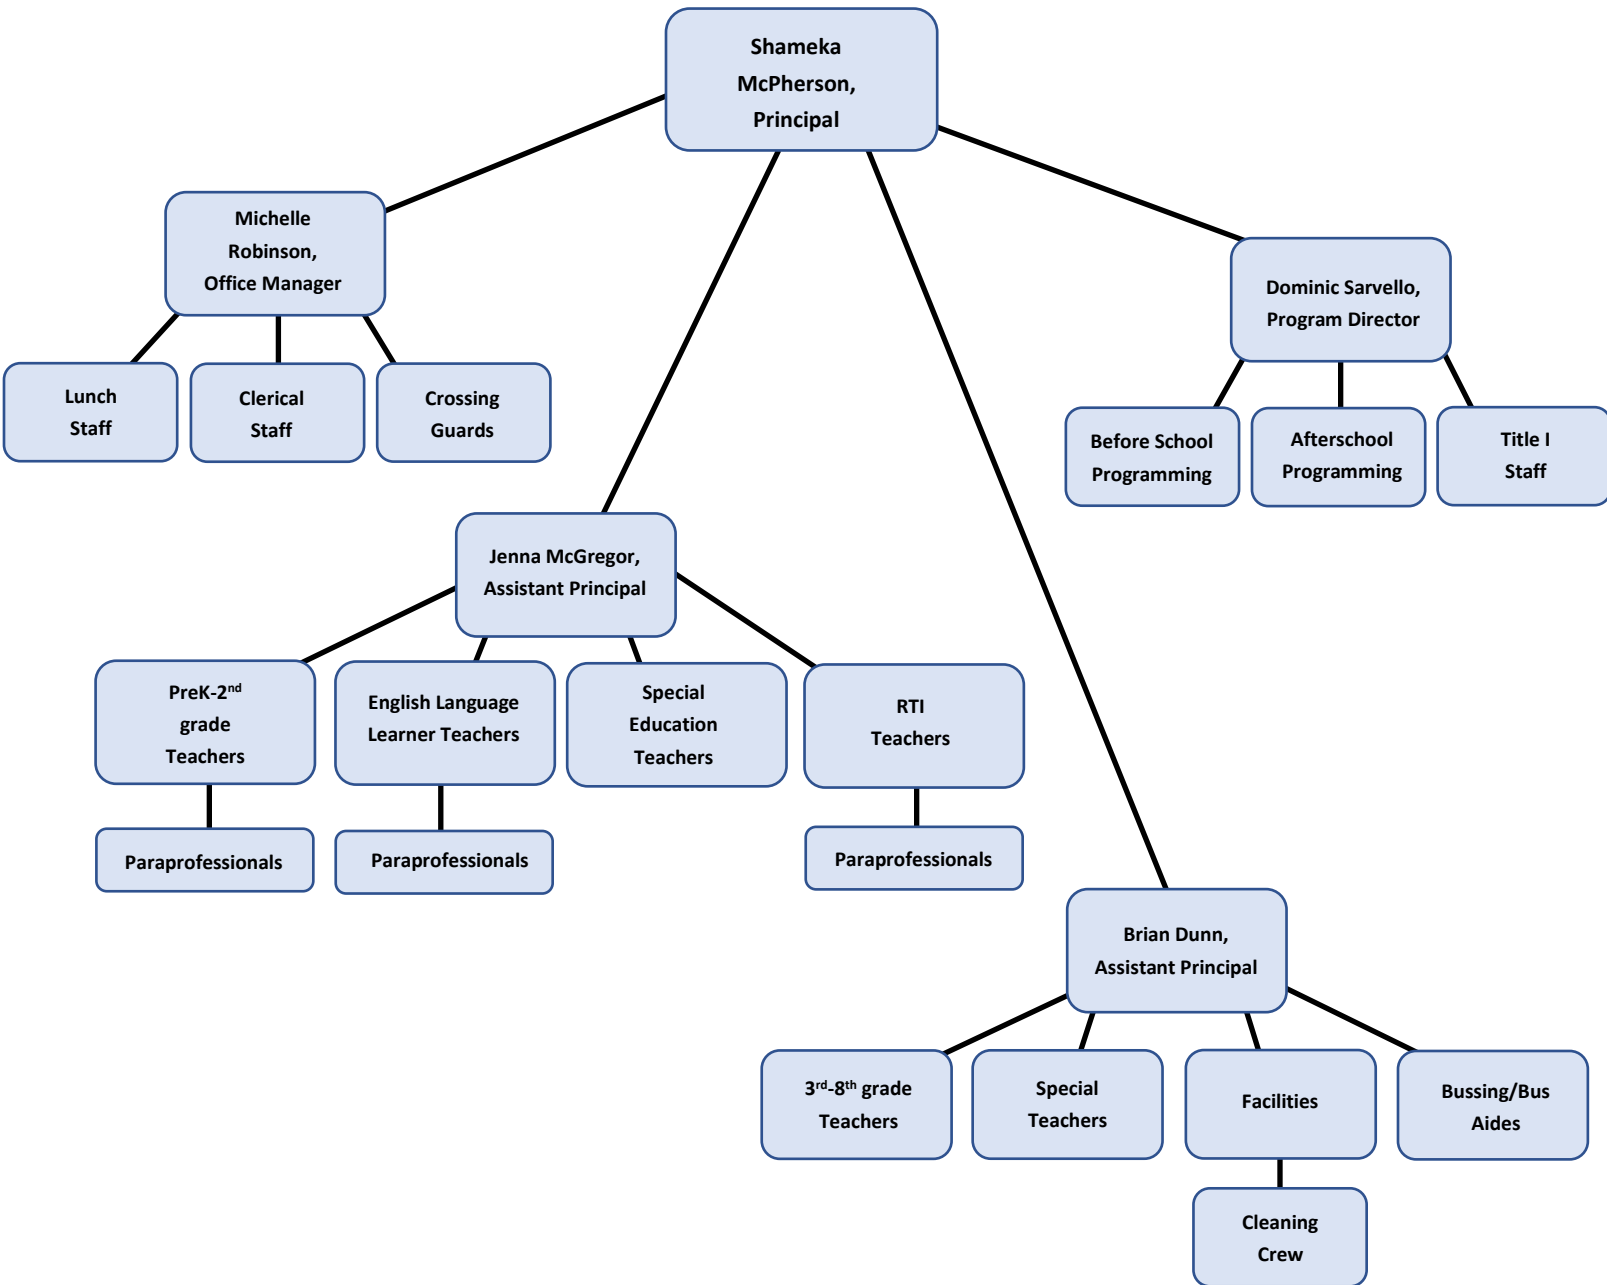 Shameka
McPherson,
Principal
Michelle
Robinson,
Office Manager
Dominic Sarvello,
Program Director
Lunch
Staff
Clerical
Staff
Crossing
Guards
Before School
Programming
Afterschool
Programming
Title I
Staff
Jenna McGregor,
Assistant Principal
PreK-2nd
grade
Teachers
English Language
Learner Teachers
Special
Education
Teachers
RTI
Teachers
Paraprofessionals
Paraprofessionals
Paraprofessionals
Brian Dunn,
Assistant Principal
3rd-8th grade
Teachers
Special
Teachers
Facilities
Bussing/Bus
Aides
Cleaning
Crew